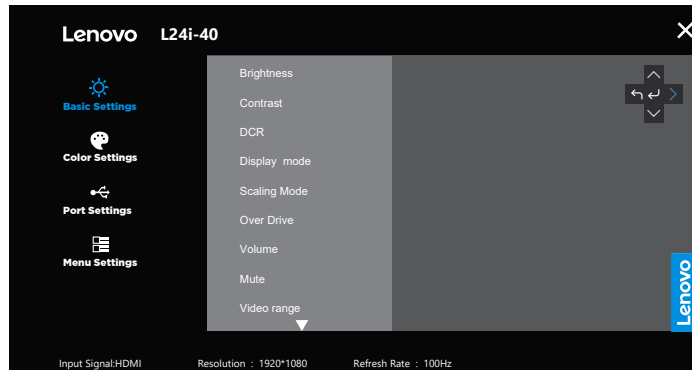 Lenovo L24i-40
Basic Settings
Color Settings
Port Settings
Menu Settings
Brightness
Contrast
DCR
Display mode
Scaling Mode
Over Drive
Volume
Mute
Video range
Lenovo
Input Signal:HDMI Resolution : 1920*1080 Refresh Rate : 100Hz